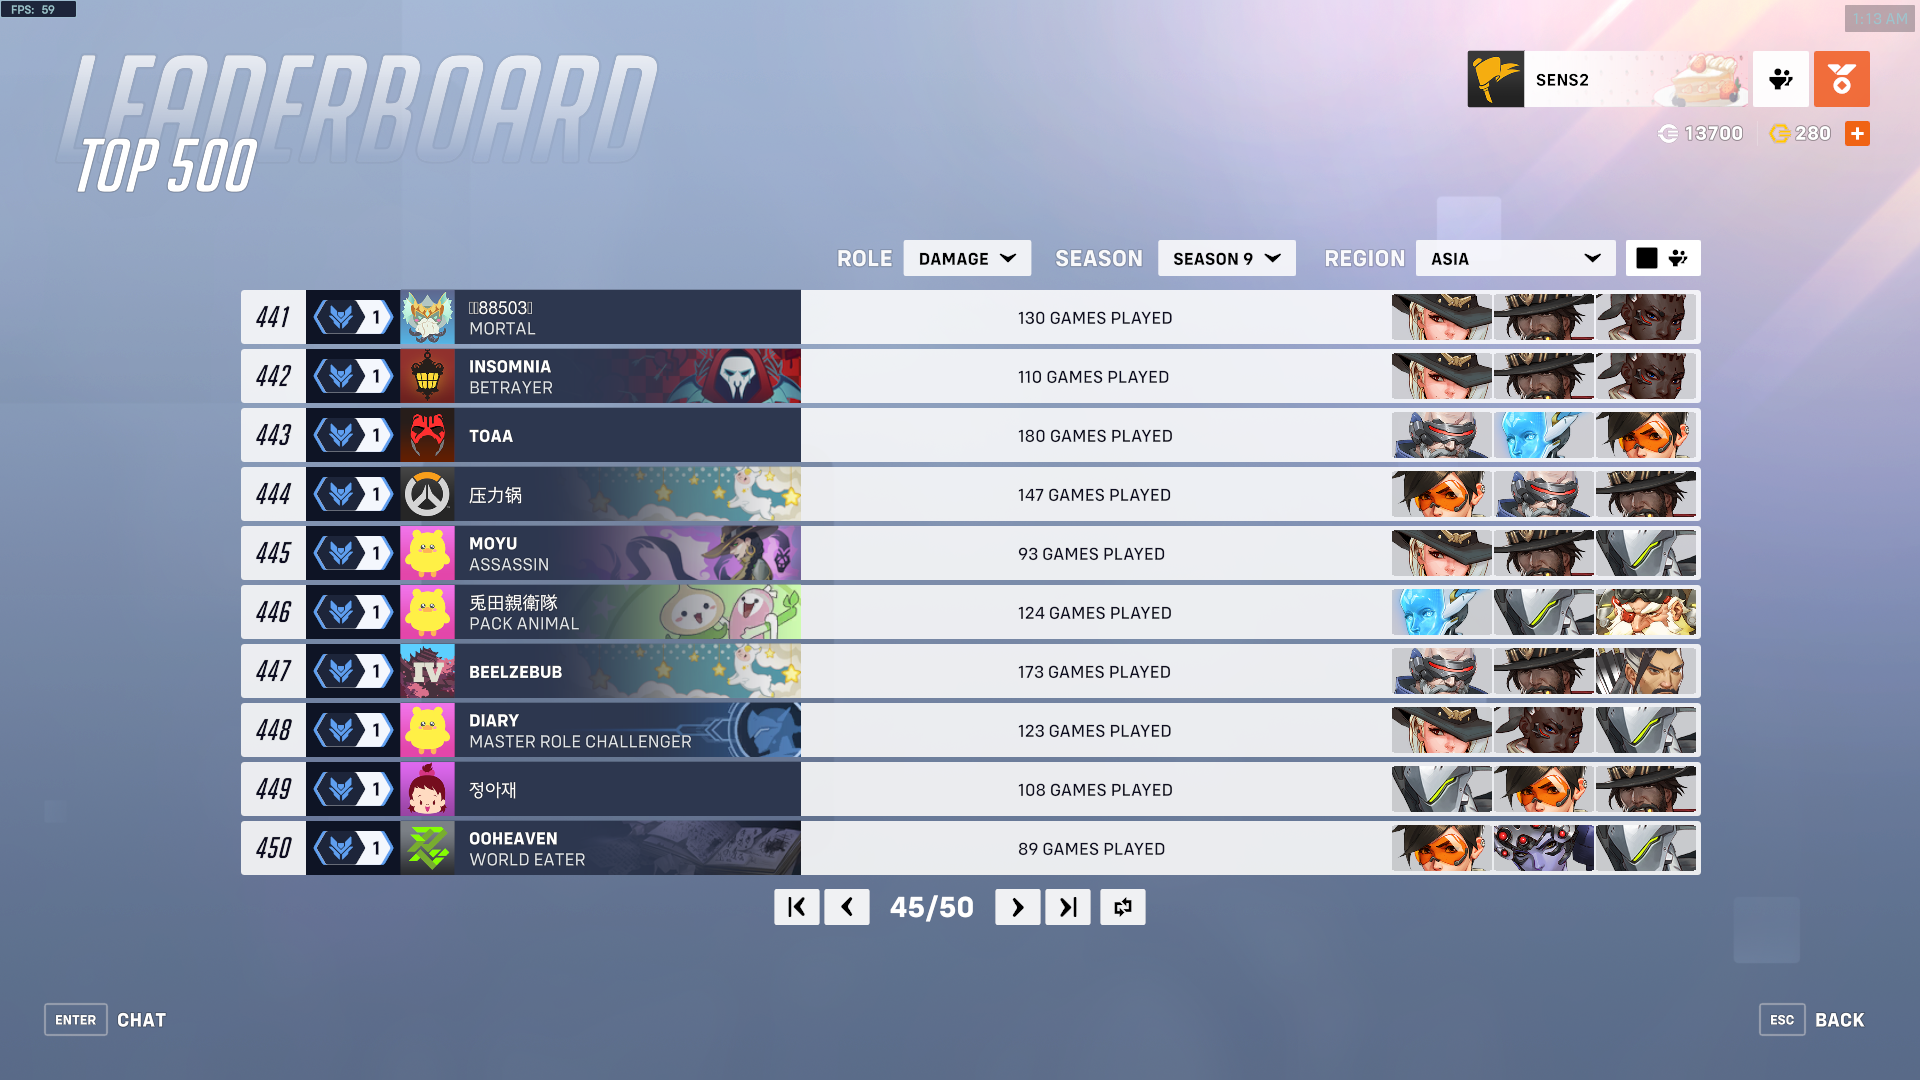 FPS: 59
1:13 AM
LEADERBOARD
TOP 500
SENS2
13700
280
ROLE
DAMAGE
SEASON
SEASON 9
REGION
ASIA
441
1
88503
MORTAL
130 GAMES PLAYED
442
1
INSOMNIA
BETRAYER
110 GAMES PLAYED
443
1
TOAA
180 GAMES PLAYED
444
1
压力锅
147 GAMES PLAYED
445
1
MOYU
ASSASSIN
93 GAMES PLAYED
446
1
兎田親衛隊
PACK ANIMAL
124 GAMES PLAYED
447
1
IV
BEELZEBUB
173 GAMES PLAYED
448
1
DIARY
MASTER ROLE CHALLENGER
123 GAMES PLAYED
449
1
정아재
108 GAMES PLAYED
450
1
OOHEAVEN
WORLD EATER
89 GAMES PLAYED
45/50
ENTER
CHAT
ESC
BACK